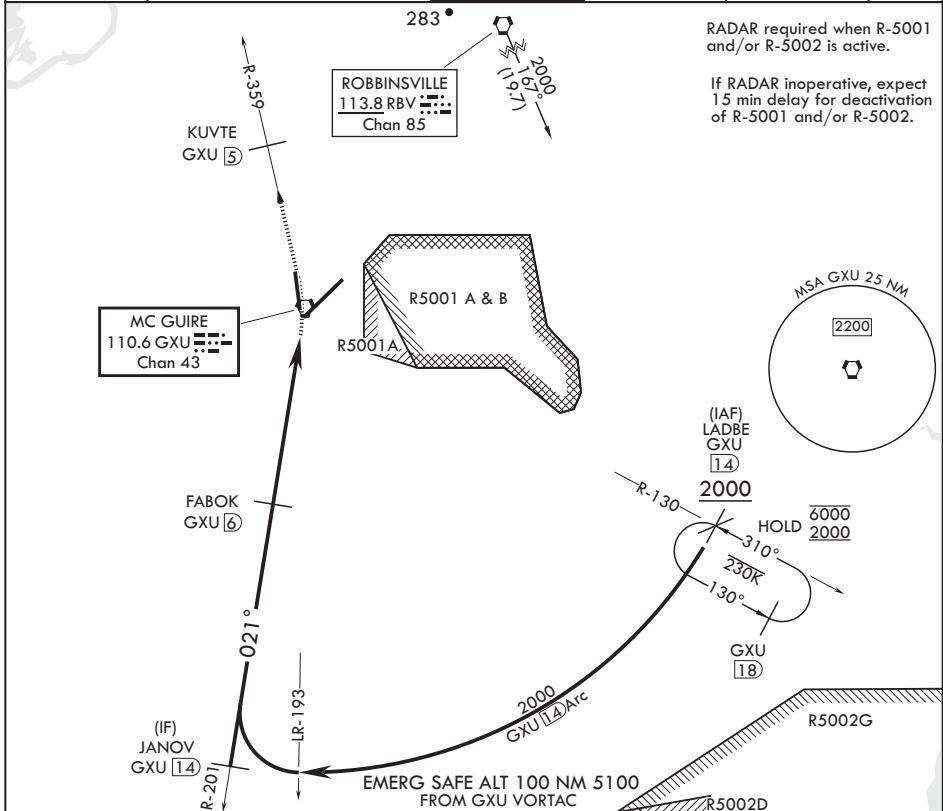 283
RADAR required when R-5001
and/or R-5002 is active.
If RADAR inoperative, expect
15 min delay for deactivation
of R-5001 and/or R-5002.
2000
167°
(19.7)
ROBBINSVILLE
113.8 RBV
Chan 85
R-359
KUVTE
GXU 5
R5001 A & B
R5001A
MC GUIRE
110.6 GXU
Chan 43
MSA GXU 25 NM
2200
(IAF)
LADBE
GXU
14
2000
R-130
HOLD 6000
2000
310°
230K
130°
GXU
18
FABOK
GXU 6
021°
LR-193
2000
GXU 14 Arc
(IF)
JANOV
GXU 14
R-201
EMERG SAFE ALT 100 NM 5100
FROM GXU VORTAC
R5002G
R5002D